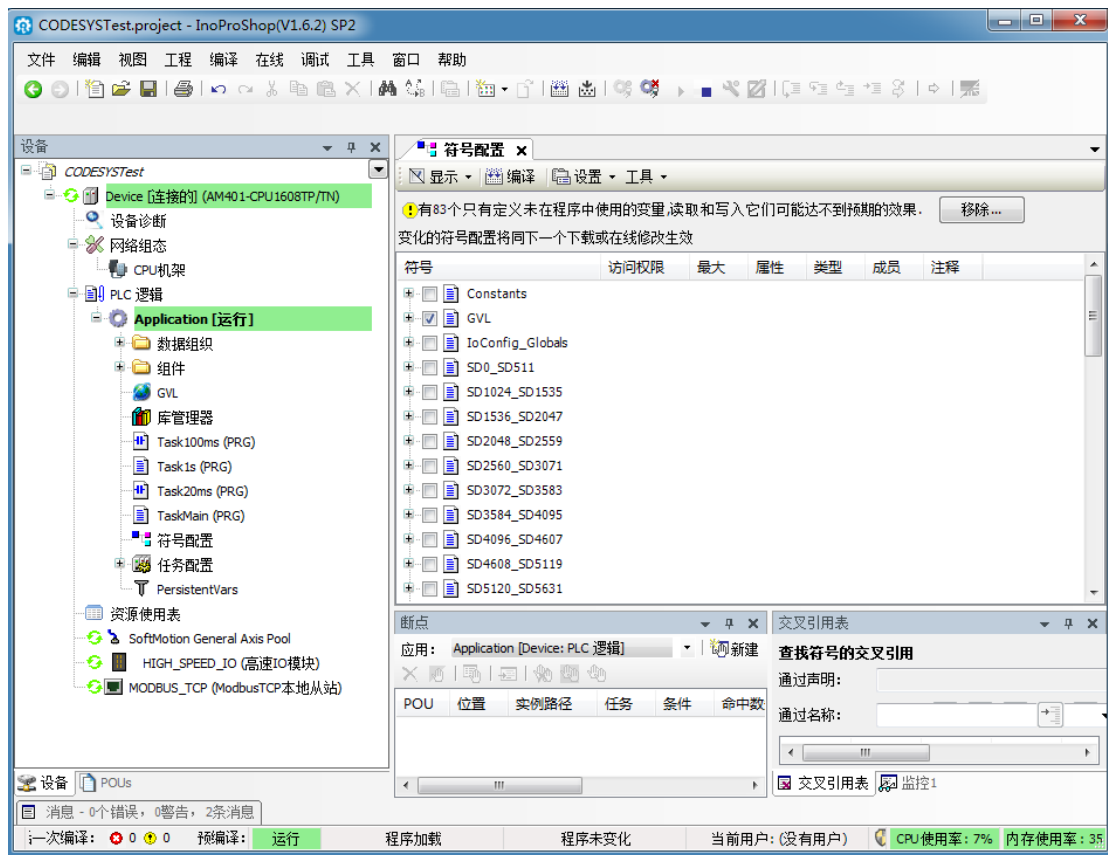 CODESYSTest.project - InoProShop(V1.6.2) SP2
文件 编辑 视图 工程 编译 在线 调试 工具 窗口 帮助
设备
CODESYSTest
Device [连接的] (AM401-CPU1608TP/TN)
设备诊断
网络组态
CPU机架
PLC 逻辑
Application [运行]
数据组织
组件
GVL
库管理器
Task100ms (PRG)
Task1s (PRG)
Task20ms (PRG)
TaskMain (PRG)
符号配置
任务配置
PersistentVars
资源使用表
SoftMotion General Axis Pool
HIGH_SPEED_IO (高速IO模块)
MODBUS_TCP (ModbusTCP本地从站)
设备 POUs
符号配置
显示 编译 设置 工具
有83个只有定义未在程序中使用的变量,读取和写入它们可能达不到预期的效果. 移除...
变化的符号配置将同下一个下载或在线修改生效
符号 访问权限 最大 属性 类型 成员 注释
Constants
GVL
IoConfig_Globals
SD0_SD511
SD1024_SD1535
SD1536_SD2047
SD2048_SD2559
SD2560_SD3071
SD3072_SD3583
SD3584_SD4095
SD4096_SD4607
SD4608_SD5119
SD5120_SD5631
断点
应用: Application [Device: PLC 逻辑] 新建
POU 位置 实例路径 任务 条件 命中数
交叉引用表
查找符号的交叉引用
通过声明:
通过名称:
交叉引用表 监控1
消息 - 0个错误, 0警告, 2条消息
一次编译: 0 0 预编译: 运行 程序加载 程序未变化 当前用户: (没有用户) CPU使用率: 7% 内存使用率: 35